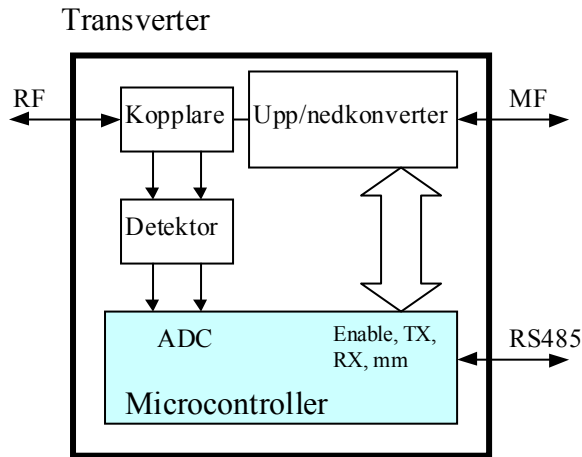 Transverter
RF
Kopplare
Upp/nedkonverter
MF
Detektor
ADC
Enable, TX,
RX, mm
RS485
Microcontroller